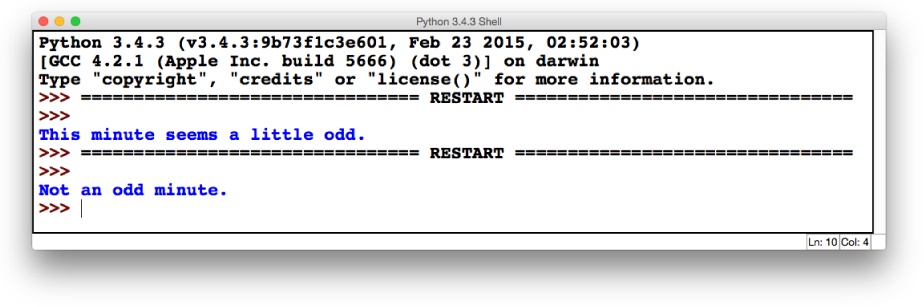 Python 3.4.3 Shell
Python 3.4.3 (v3.4.3:9b73f1c3e601, Feb 23 2015, 02:52:03)
[GCC 4.2.1 (Apple Inc. build 5666) (dot 3)] on darwin
Type "copyright", "credits" or "license()" for more information.
>>> ================================ RESTART ================================
>>>
This minute seems a little odd.
>>> ================================ RESTART ================================
>>>
Not an odd minute.
>>>
Ln: 10 Col: 4